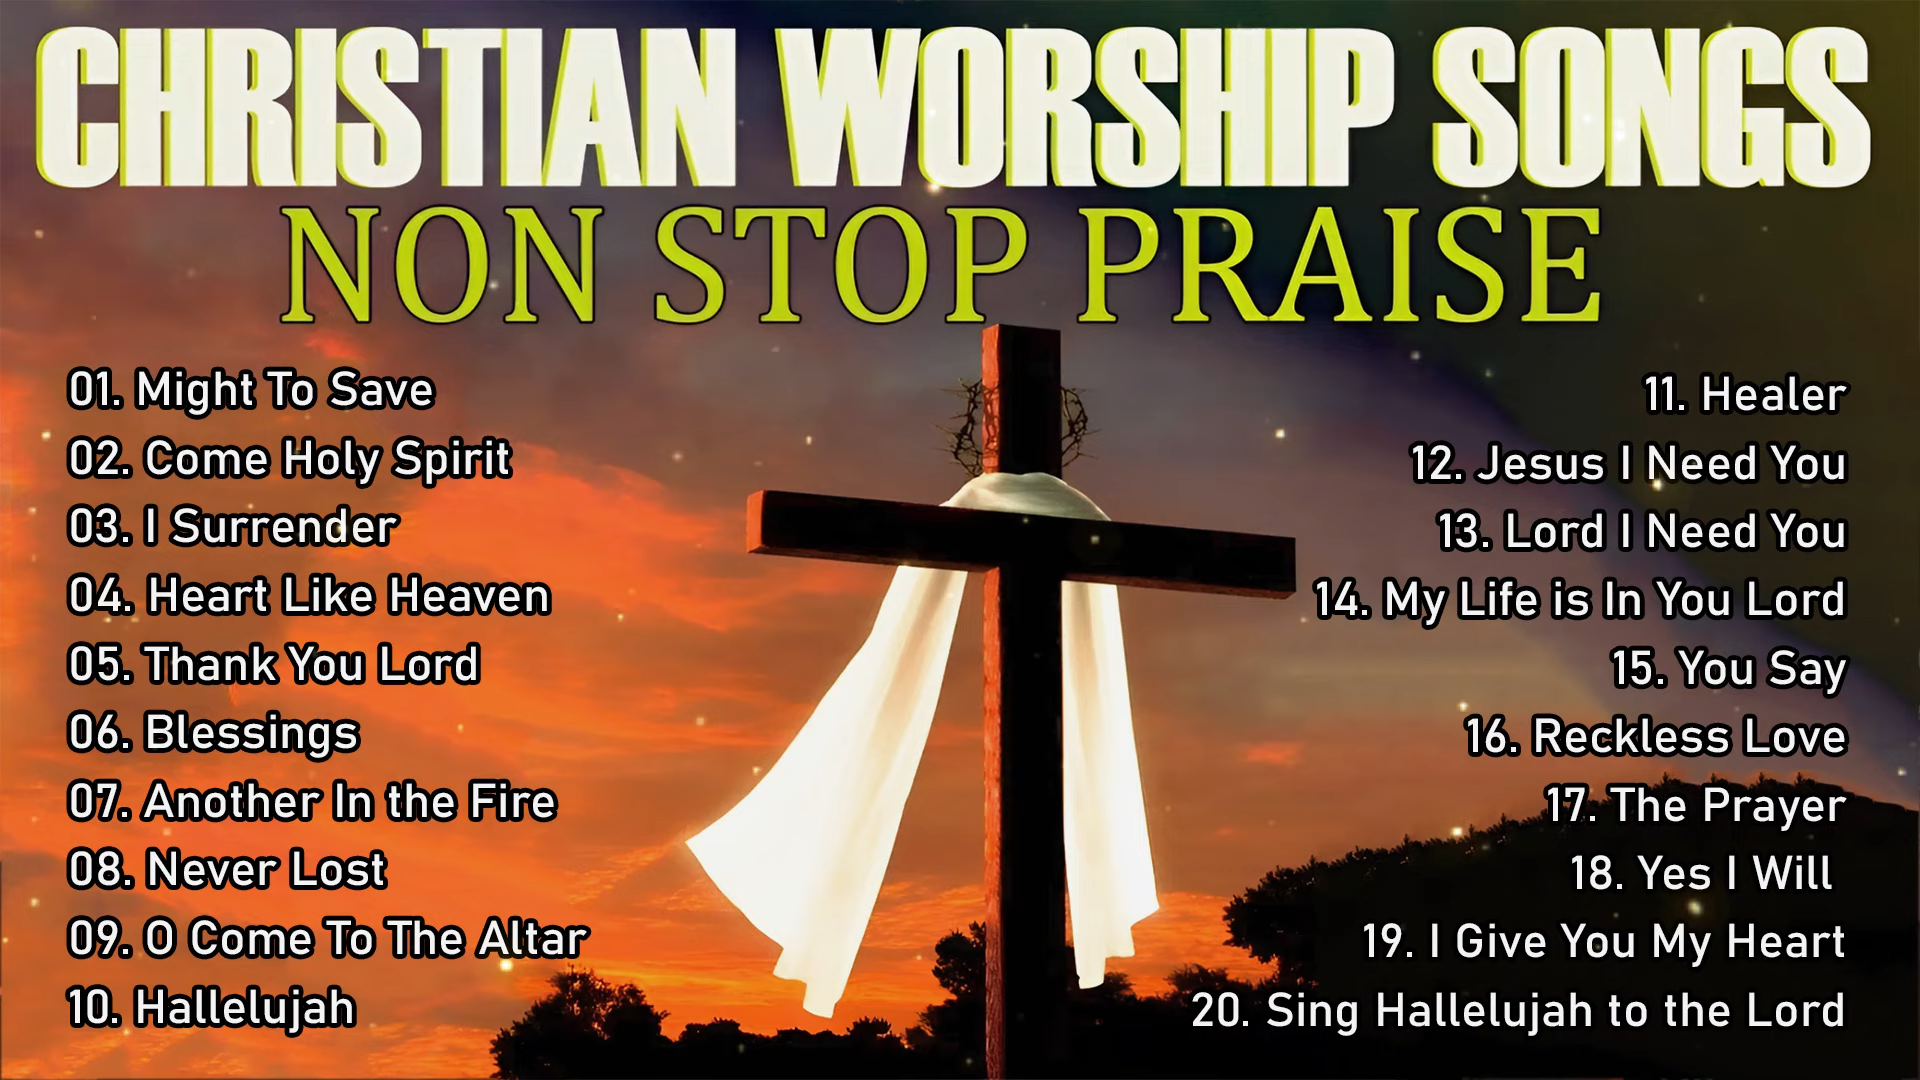 CHRISTIAN WORSHIP SONGS
NON STOP PRAISE
01. Might To Save
02. Come Holy Spirit
03. I Surrender
04. Heart Like Heaven
05. Thank You Lord
06. Blessings
07. Another In the Fire
08. Never Lost
09. O Come To The Altar
10. Hallelujah
11. Healer
12. Jesus I Need You
13. Lord I Need You
14. My Life is In You Lord
15. You Say
16. Reckless Love
17. The Prayer
18. Yes I Will
19. I Give You My Heart
20. Sing Hallelujah to the Lord